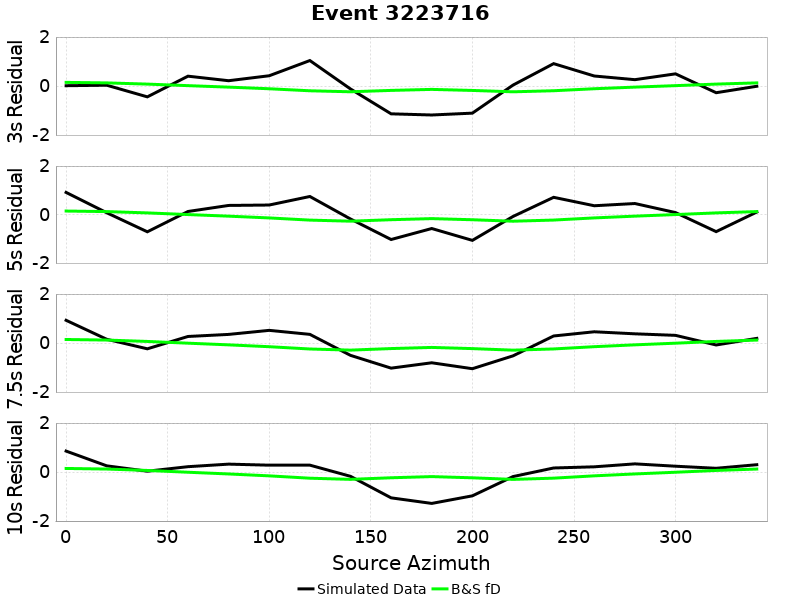 Event 3223716
3s Residual
2
0
-2
5s Residual
2
0
-2
7.5s Residual
2
0
-2
10s Residual
2
0
-2
0 50 100 150 200 250 300
Source Azimuth
Simulated Data B&S fD